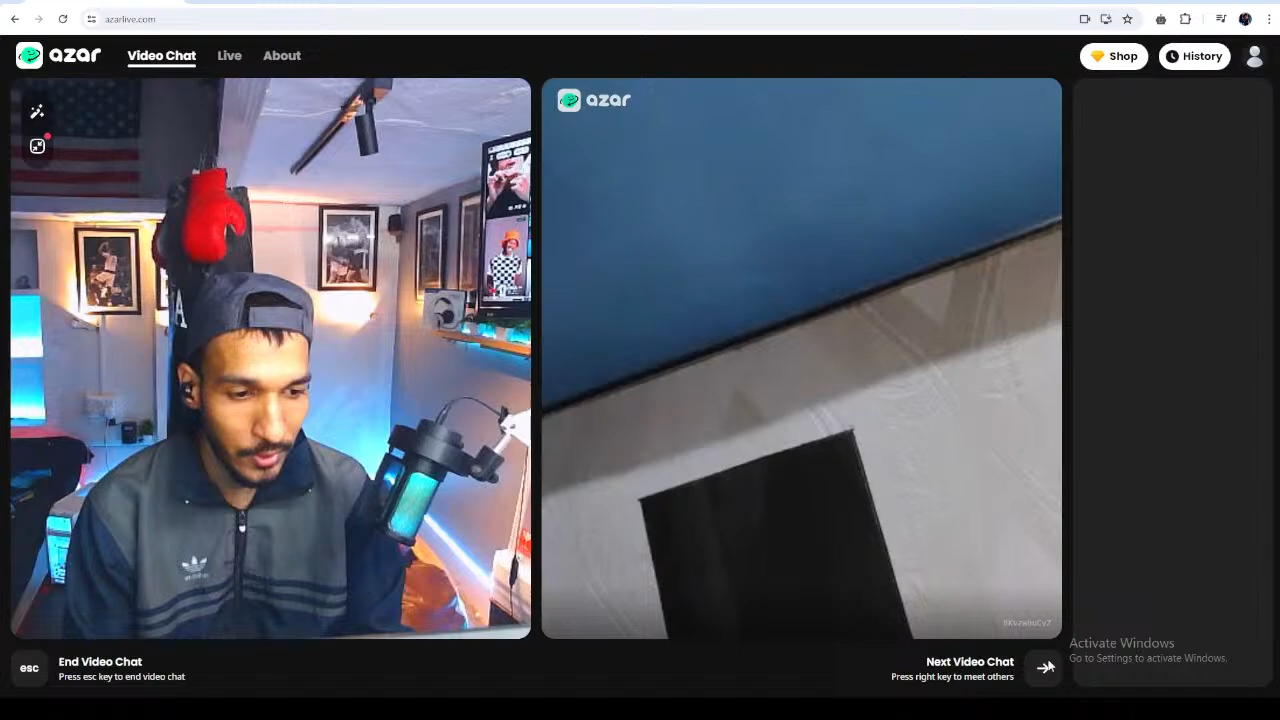 azarlive.com
azar
Video Chat
Live
About
Shop
History
azar
A
esc
End Video Chat
Press esc key to end video chat
Next Video Chat
Press right key to meet others
Activate Windows
Go to Settings to activate Windows.